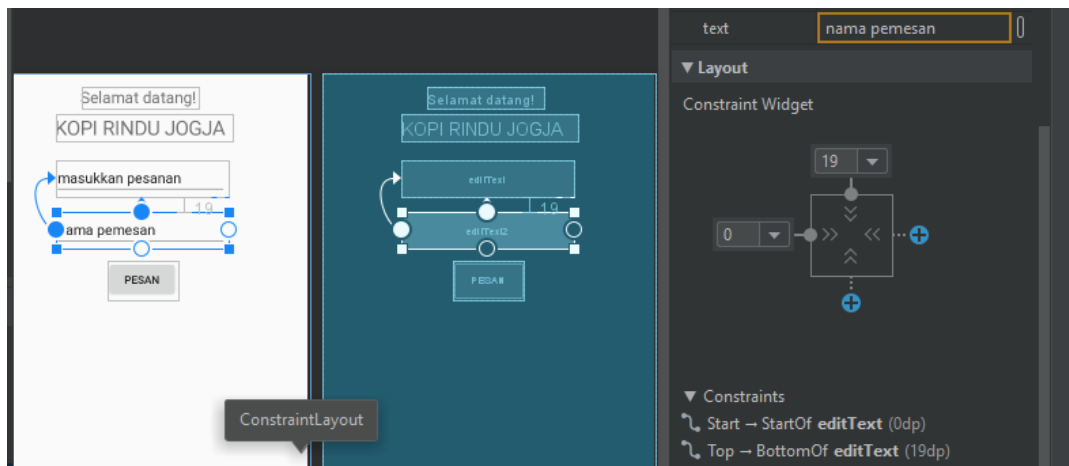 text
nama pemesan
Layout
Constraint Widget
19
0
Constraints
Start → StartOf editText (0dp)
Top → BottomOf editText (19dp)
Selamat datang!
KOPI RINDU JOGJA
masukkan pesanan
19
ama pemesan
PESAN
ConstraintLayout
Selamat datang!
KOPI RINDU JOGJA
editText
19
editText2
PESAN